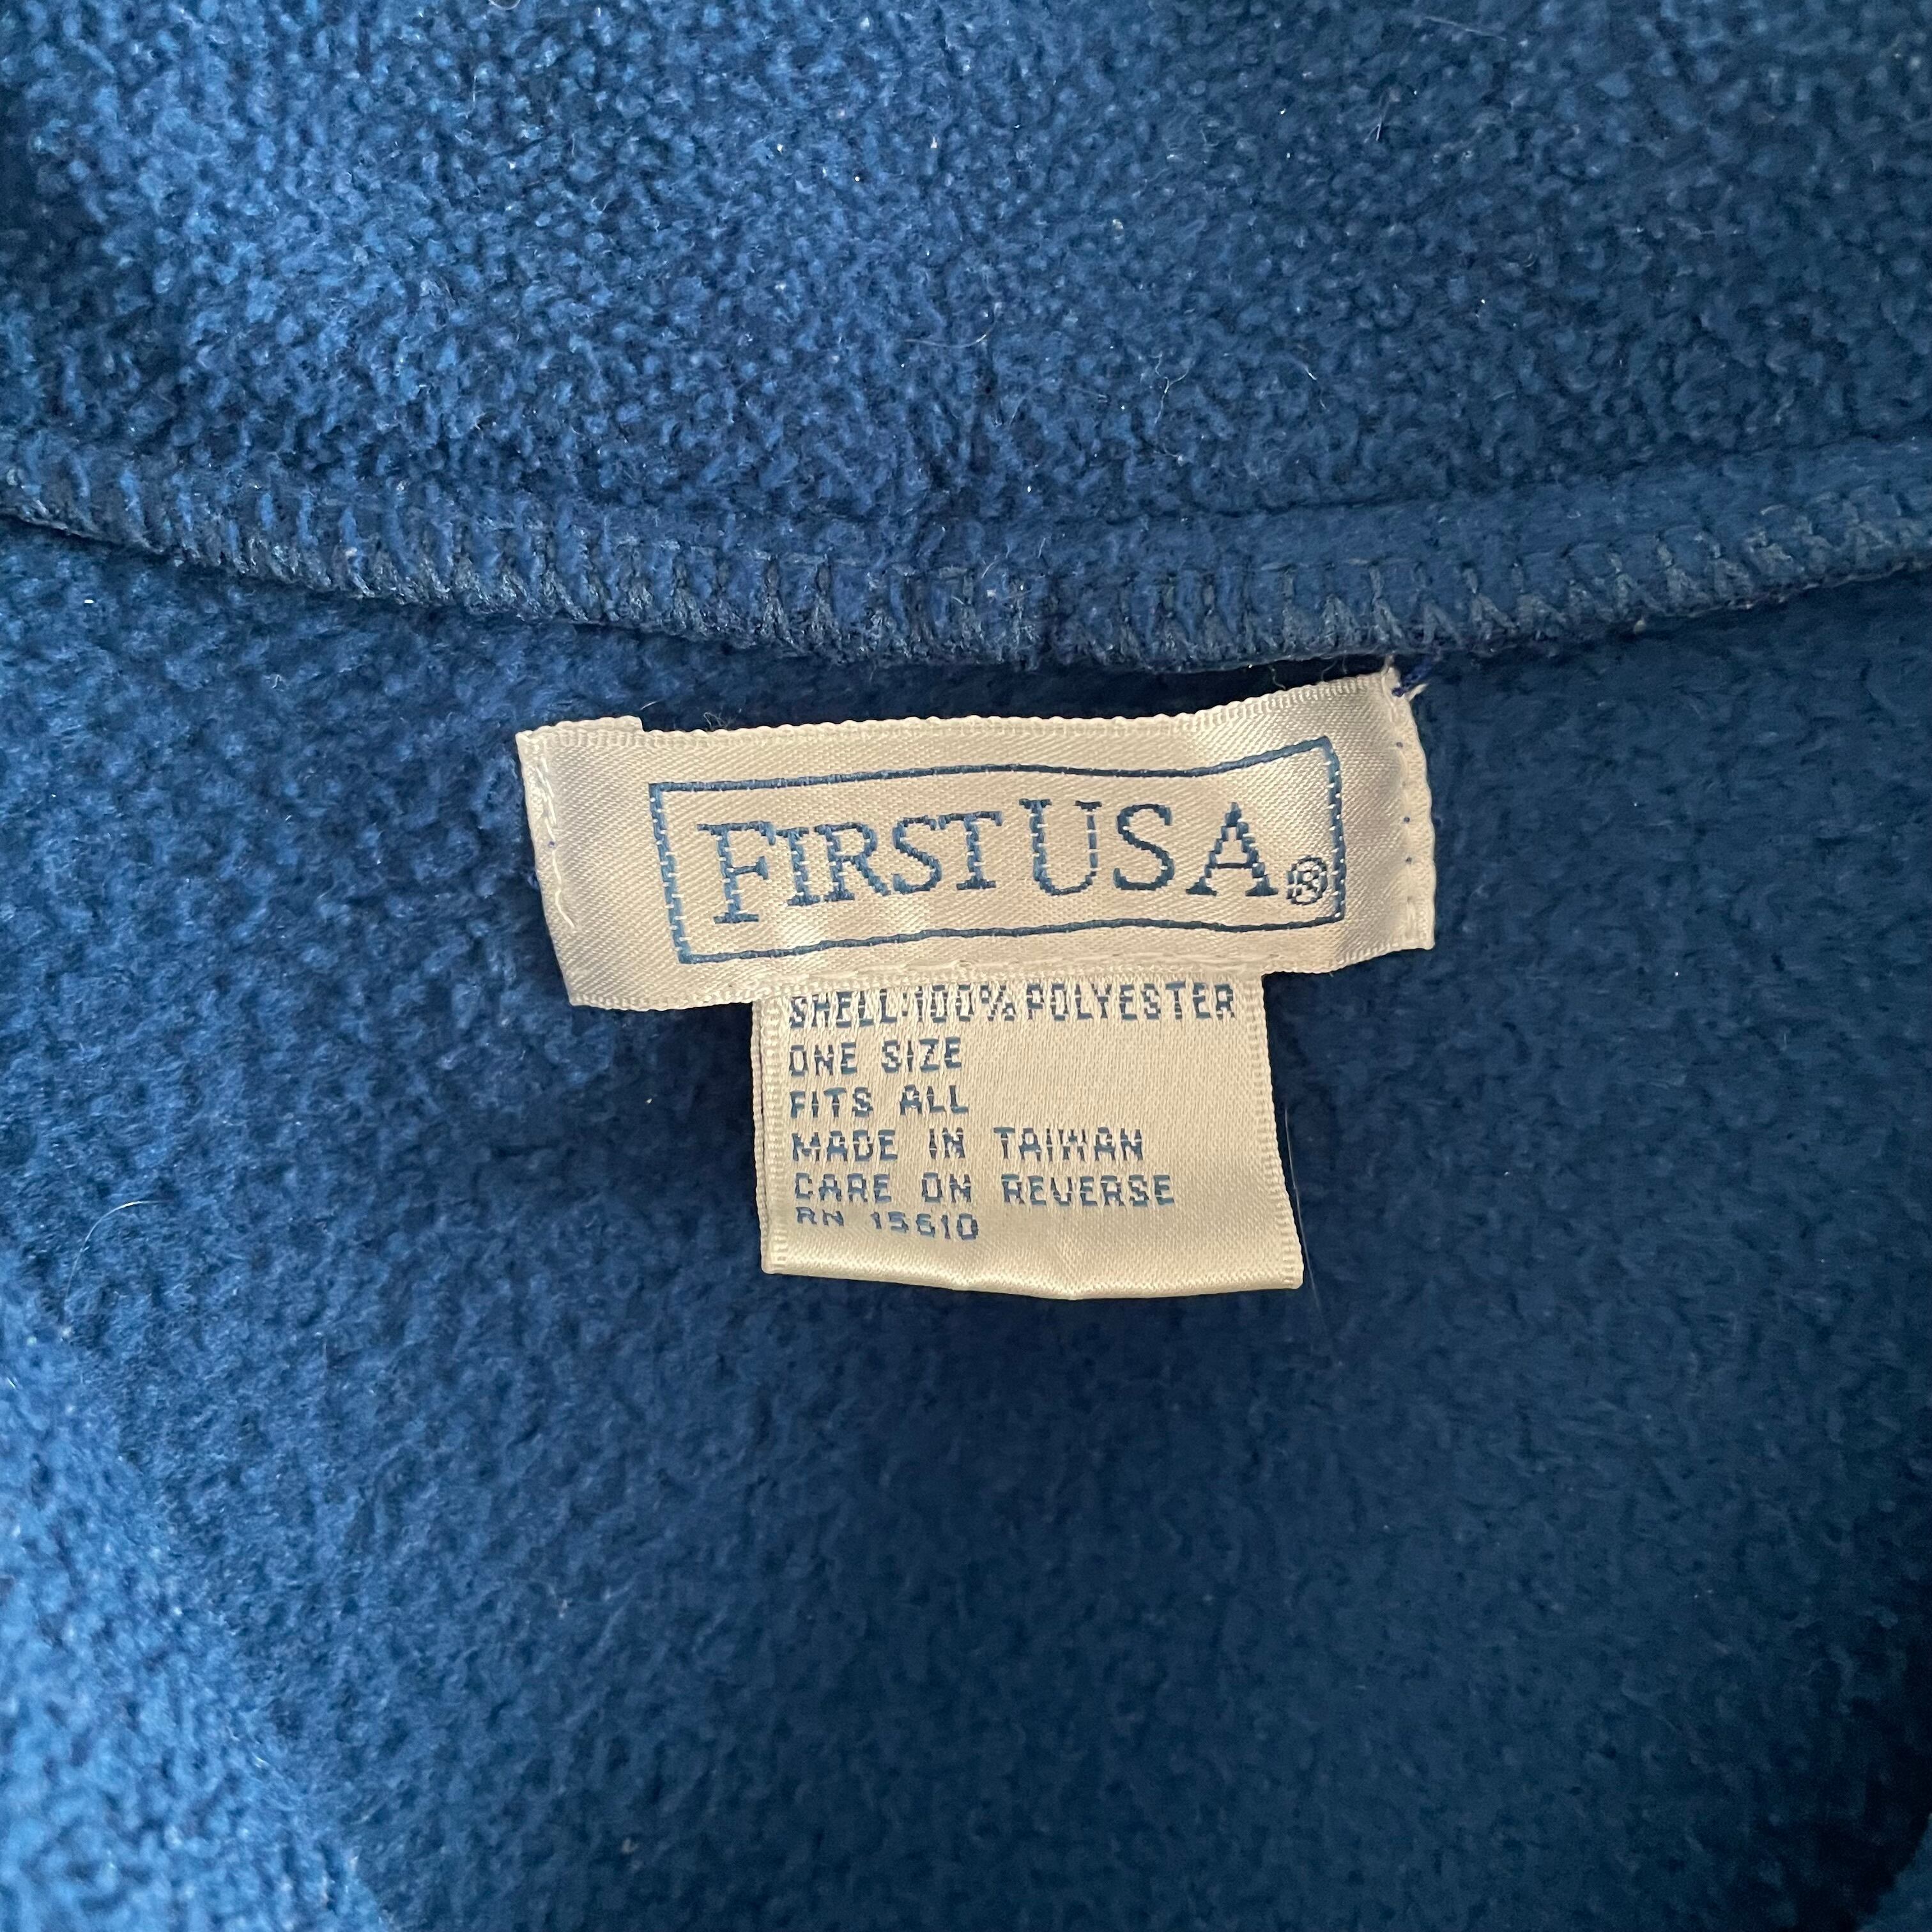 FIRST USA®
SHELL:100% POLYESTER
ONE SIZE
FITS ALL
MADE IN TAIWAN
CARE ON REVERSE
RN 15610